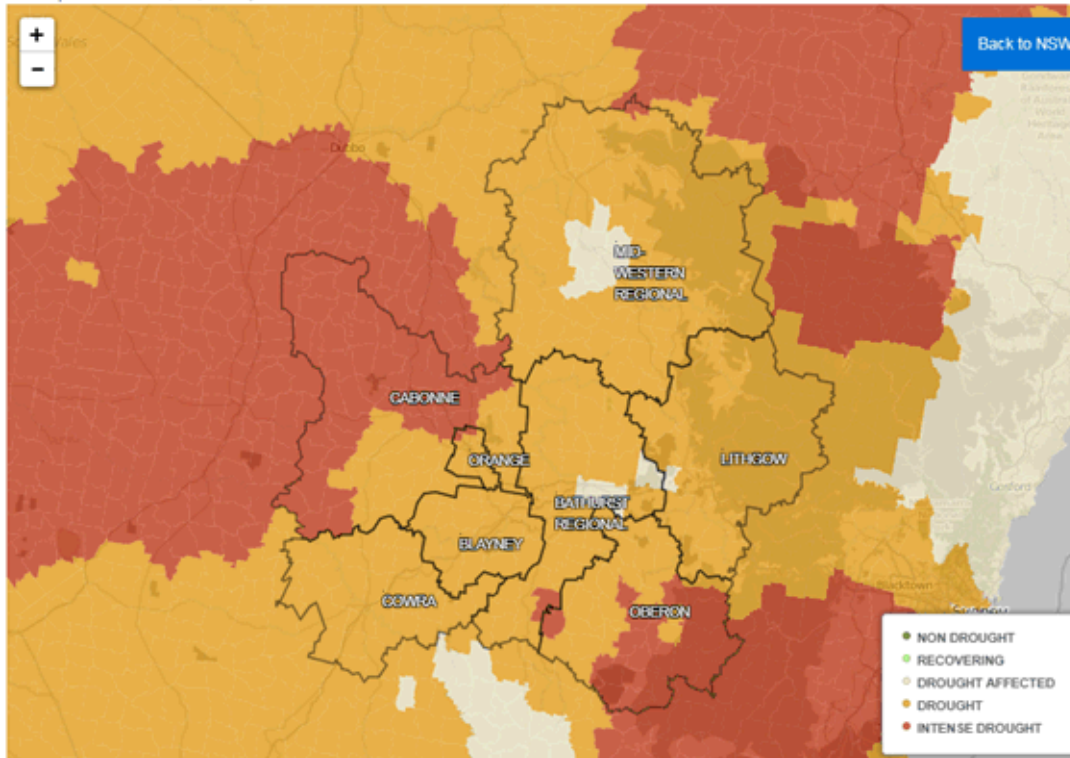 +
−
Back to NSW
Dubbo
MID-
WESTERN
REGIONAL
CABONNE
ORANGE
LITHGOW
Gosford
BATHURST
REGIONAL
BLAYNEY
COWRA
OBERON
Blacktown
Sydney
NON DROUGHT
RECOVERING
DROUGHT AFFECTED
DROUGHT
INTENSE DROUGHT